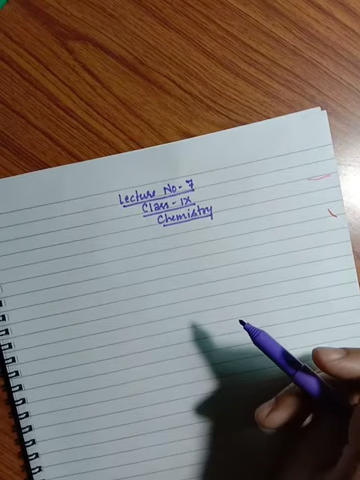 Lecture No - 7
Class - IX
Chemistry